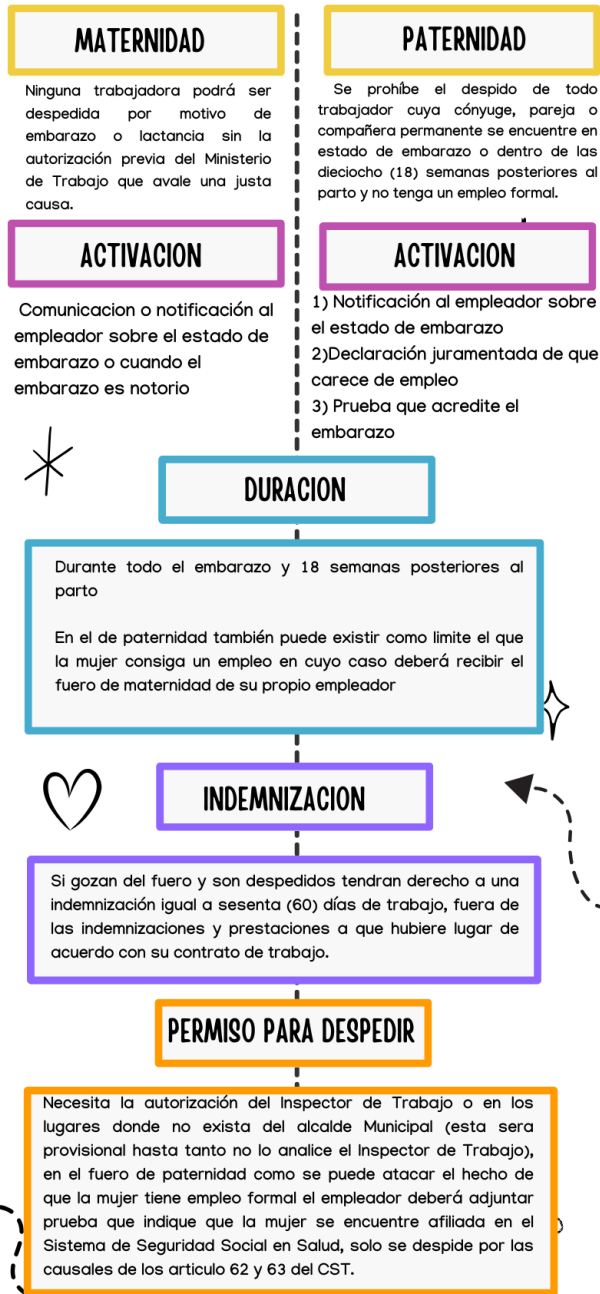 MATERNIDAD
Ninguna trabajadora podrá ser
despedida por motivo de
embarazo o lactancia sin la
autorización previa del Ministerio
de Trabajo que avale una justa
causa.
PATERNIDAD
Se prohíbe el despido de todo
trabajador cuya cónyuge, pareja o
compañera permanente se encuentre en
estado de embarazo o dentro de las
dieciocho (18) semanas posteriores al
parto y no tenga un empleo formal.
ACTIVACION
Comunicacion o notificación al
empleador sobre el estado de
embarazo o cuando el
embarazo es notorio
ACTIVACION
1) Notificación al empleador sobre
el estado de embarazo
2)Declaración juramentada de que
carece de empleo
3) Prueba que acredite el
embarazo
DURACION
Durante todo el embarazo y 18 semanas posteriores al
parto
En el de paternidad también puede existir como limite el que
la mujer consiga un empleo en cuyo caso deberá recibir el
fuero de maternidad de su propio empleador
INDEMNIZACION
Si gozan del fuero y son despedidos tendran derecho a una
indemnización igual a sesenta (60) días de trabajo, fuera de
las indemnizaciones y prestaciones a que hubiere lugar de
acuerdo con su contrato de trabajo.
PERMISO PARA DESPEDIR
Necesita la autorización del Inspector de Trabajo o en los
lugares donde no exista del alcalde Municipal (esta sera
provisional hasta tanto no lo analice el Inspector de Trabajo),
en el fuero de paternidad como se puede atacar el hecho de
que la mujer tiene empleo formal el empleador deberá adjuntar
prueba que indique que la mujer se encuentre afiliada en el
Sistema de Seguridad Social en Salud, solo se despide por las
causales de los articulo 62 y 63 del CST.